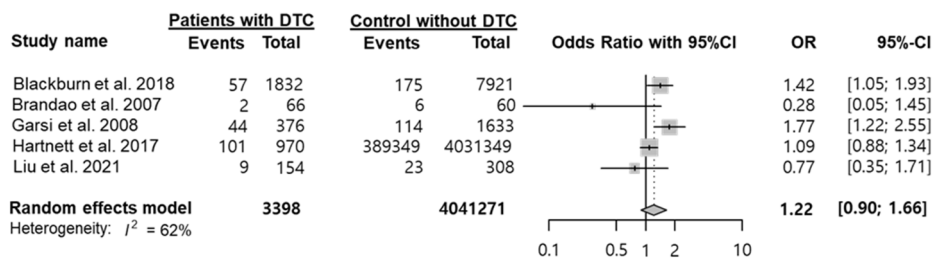 Patients with DTC Control without DTC
Study name Events Total Events Total Odds Ratio with 95%CI OR 95%-CI
Blackburn et al. 2018 57 1832 175 7921 1.42 [1.05; 1.93]
Brandao et al. 2007 2 66 6 60 0.28 [0.05; 1.45]
Garsi et al. 2008 44 376 114 1633 1.77 [1.22; 2.55]
Hartnett et al. 2017 101 970 389349 4031349 1.09 [0.88; 1.34]
Liu et al. 2021 9 154 23 308 0.77 [0.35; 1.71]
Random effects model 3398 4041271 1.22 [0.90; 1.66]
Heterogeneity: I² = 62%
0.1 0.5 1 2 10